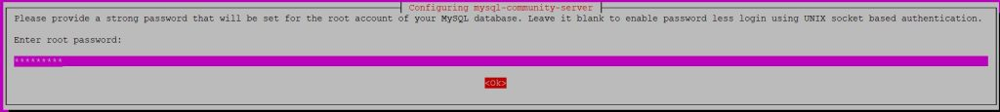 Configuring mysql-community-server
Please provide a strong password that will be set for the root account of your MySQL database. Leave it blank to enable password less login using UNIX socket based authentication.
Enter root password:
*********
<Ok>